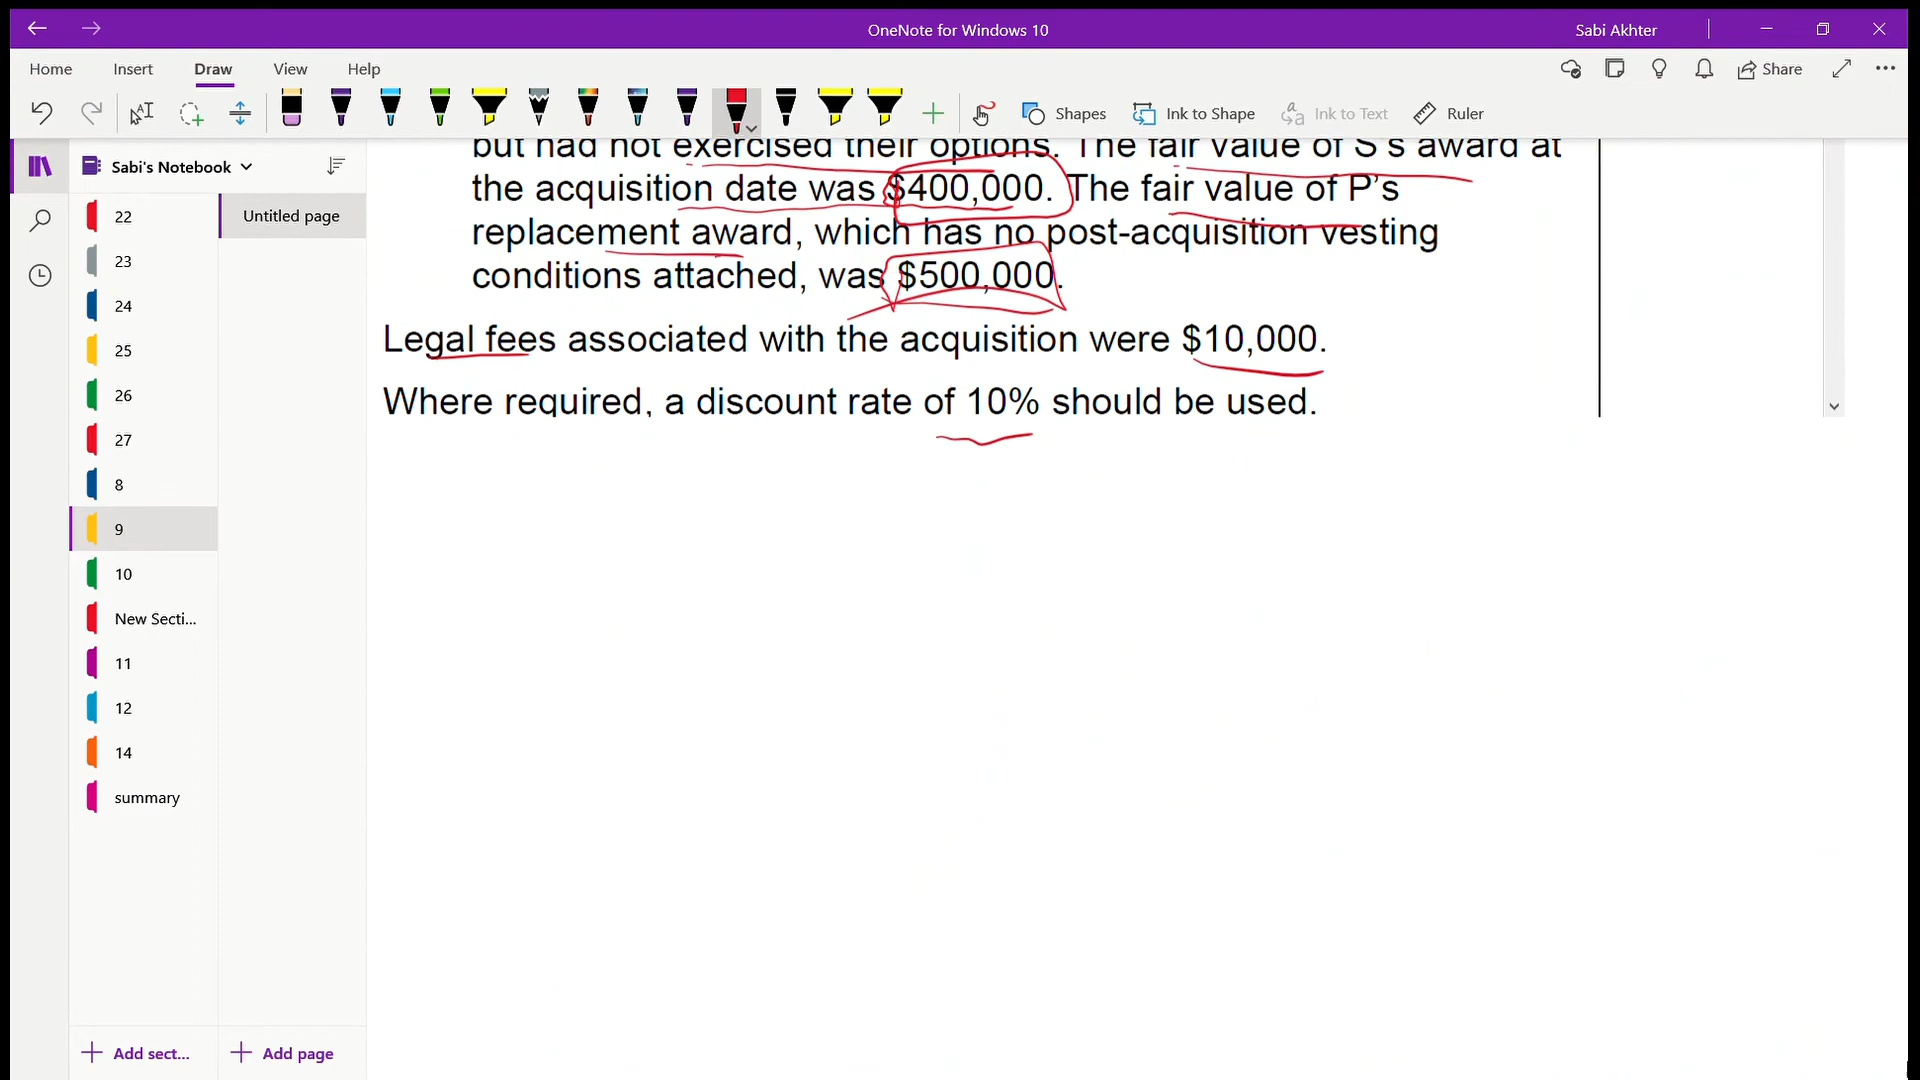 OneNote for Windows 10
Sabi Akhter
Home Insert Draw View Help
Share
Shapes Ink to Shape Ink to Text Ruler
Sabi's Notebook
Untitled page
22
23
24
25
26
27
8
9
10
New Secti...
11
12
14
summary
Add sect...
Add page
but had not exercised their options. The fair value of S's award at
the acquisition date was $400,000. The fair value of P's
replacement award, which has no post-acquisition vesting
conditions attached, was $500,000.
Legal fees associated with the acquisition were $10,000.
Where required, a discount rate of 10% should be used.